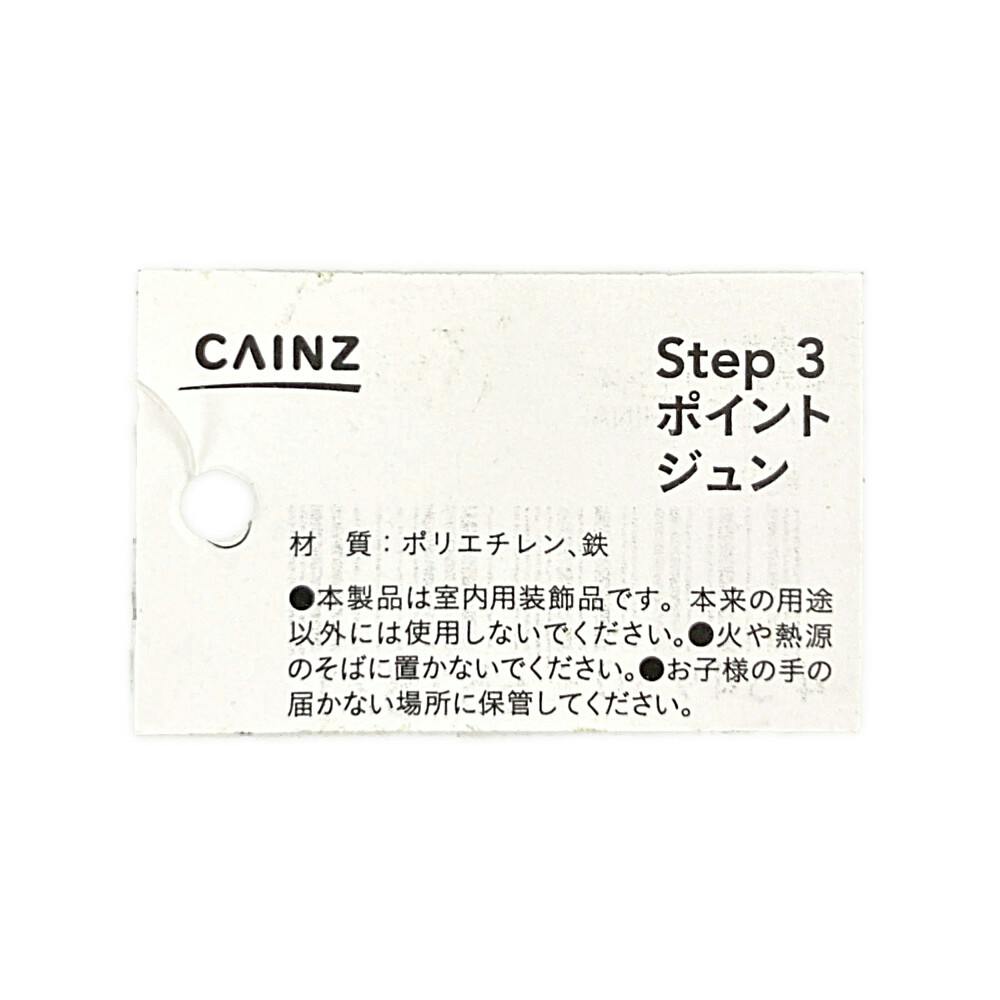 CAINZ
Step 3
ポイント
ジュン
材　質：ポリエチレン、鉄
●本製品は室内用装飾品です。本来の用途
以外には使用しないでください。●火や熱源
のそばに置かないでください。●お子様の手の
届かない場所に保管してください。